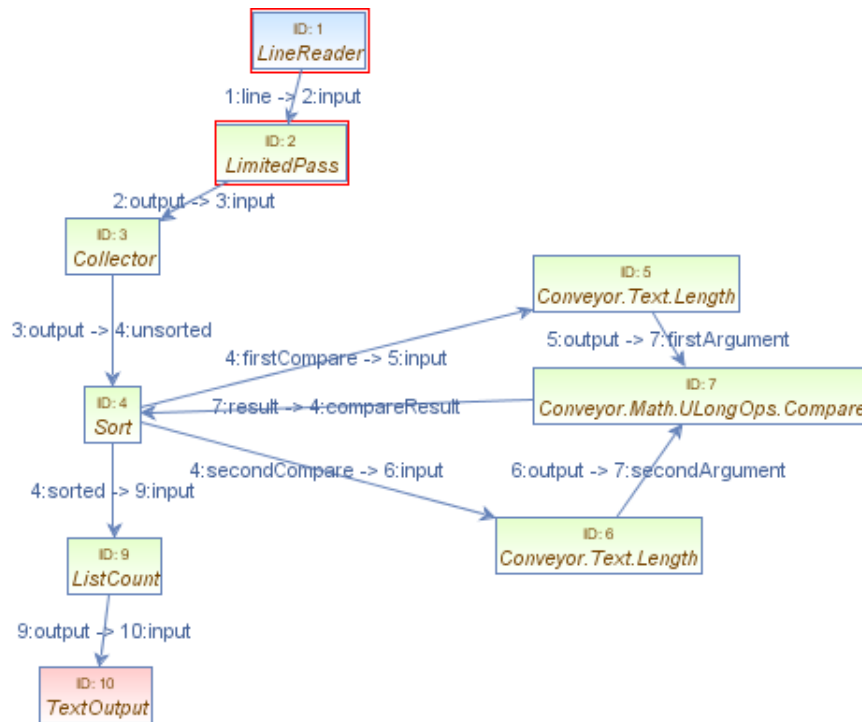 ID: 1
LineReader
1:line -> 2:input
ID: 2
LimitedPass
2:output -> 3:input
ID: 3
Collector
ID: 5
Conveyor.Text.Length
3:output -> 4:unsorted
5:output -> 7:firstArgument
4:firstCompare -> 5:input
ID: 7
Conveyor.Math.ULongOps.Compare
7:result -> 4:compareResult
ID: 4
Sort
4:secondCompare -> 6:input
6:output -> 7:secondArgument
4:sorted -> 9:input
ID: 6
Conveyor.Text.Length
ID: 9
ListCount
9:output -> 10:input
ID: 10
TextOutput